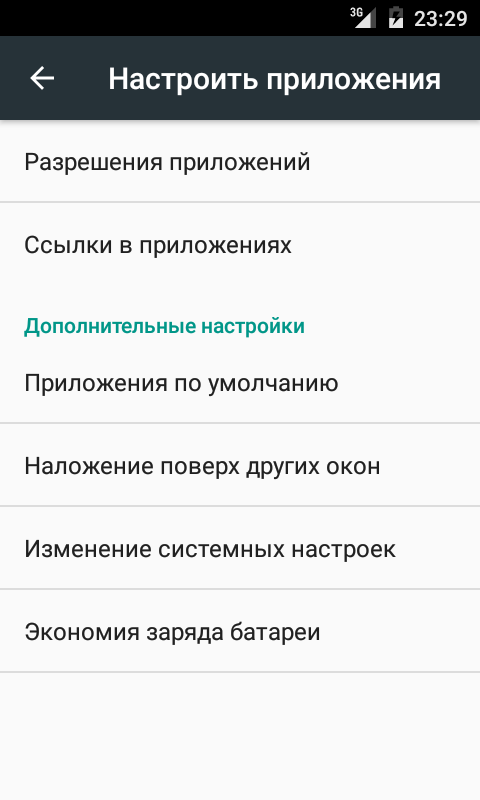 3G 23:29
Настроить приложения
Разрешения приложений
Ссылки в приложениях
Дополнительные настройки
Приложения по умолчанию
Наложение поверх других окон
Изменение системных настроек
Экономия заряда батареи